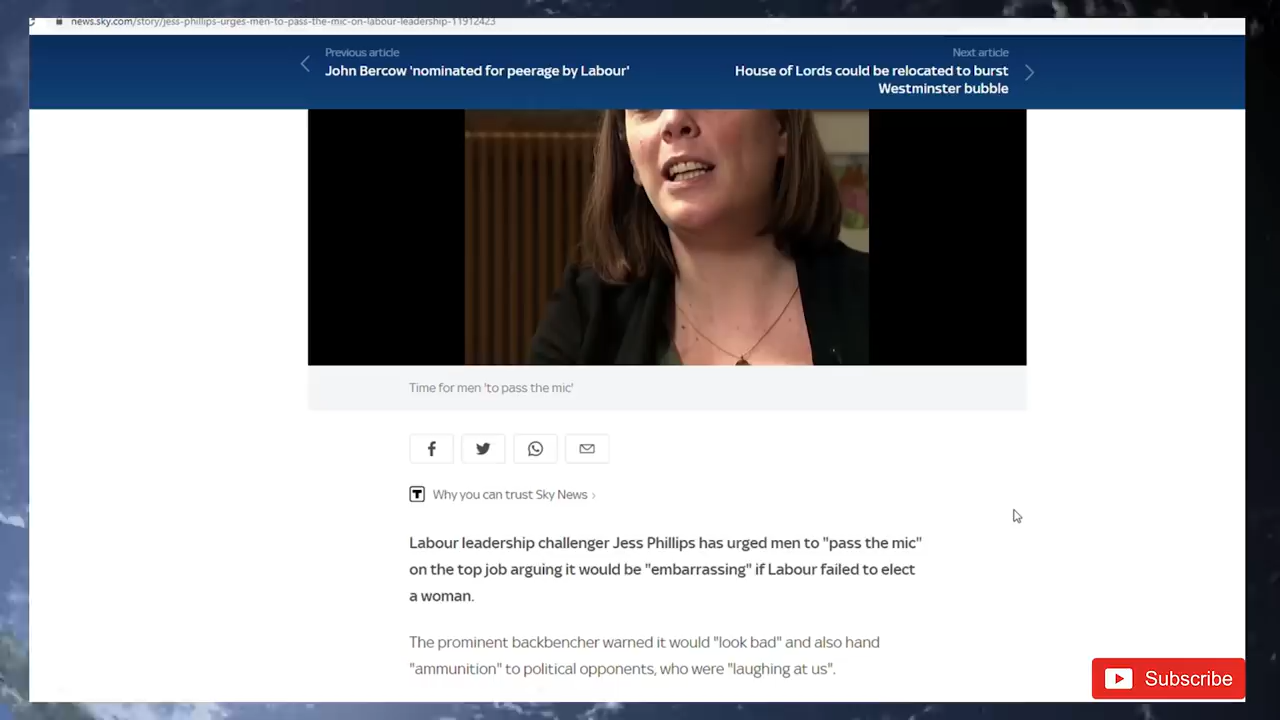 news.sky.com/story/jess-phillips-urges-men-to-pass-the-mic-on-labour-leadership-11912423
Previous article
John Bercow 'nominated for peerage by Labour'
Next article
House of Lords could be relocated to burst
Westminster bubble
Time for men 'to pass the mic'
Why you can trust Sky News
Labour leadership challenger Jess Phillips has urged men to "pass the mic"
on the top job arguing it would be "embarrassing" if Labour failed to elect
a woman.
The prominent backbencher warned it would "look bad" and also hand
"ammunition" to political opponents, who were "laughing at us".
Subscribe